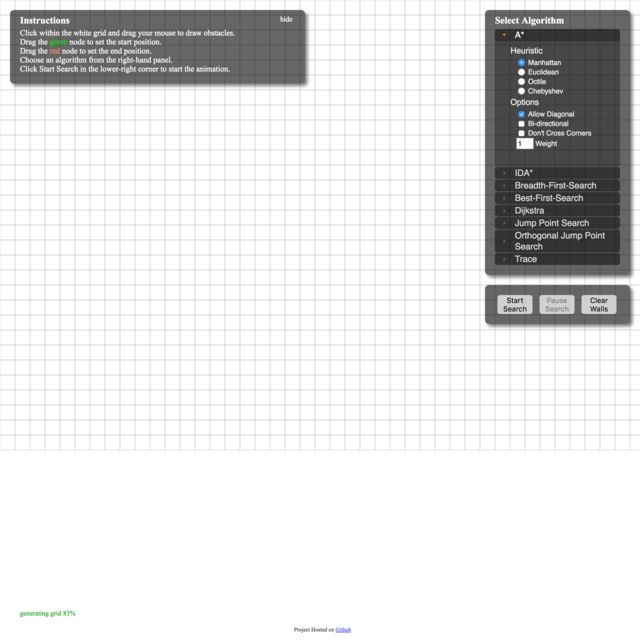 Instructions
hide
Click within the white grid and drag your mouse to draw obstacles.
Drag the green node to set the start position.
Drag the red node to set the end position.
Choose an algorithm from the right-hand panel.
Click Start Search in the lower-right corner to start the animation.
Select Algorithm
A*
Heuristic
Manhattan
Euclidean
Octile
Chebyshev
Options
Allow Diagonal
Bi-directional
Don't Cross Corners
1 Weight
IDA*
Breadth-First-Search
Best-First-Search
Dijkstra
Jump Point Search
Orthogonal Jump Point
Search
Trace
Start
Search
Pause
Search
Clear
Walls
generating grid 83%
Project Hosted on Github